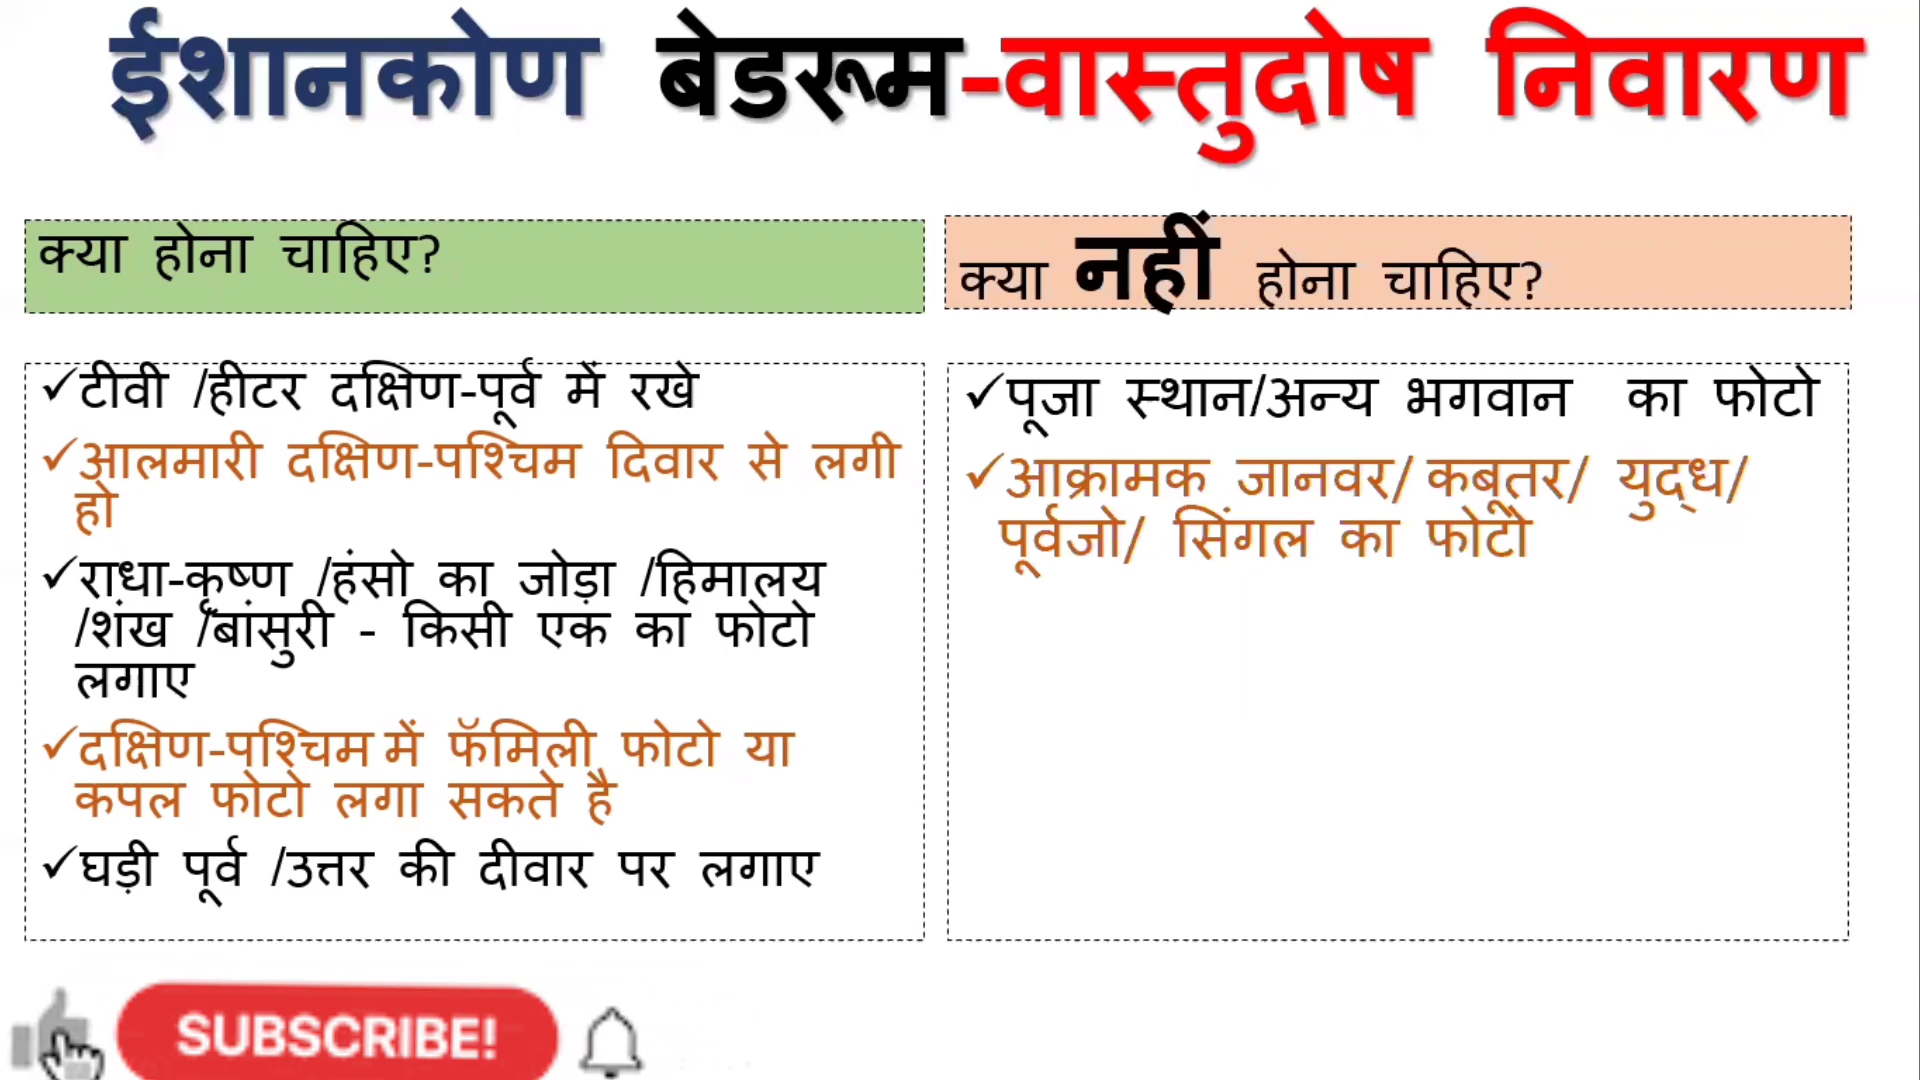 ईशानकोण बेडरूम-वास्तुदोष निवारण
क्या होना चाहिए?
✓टीवी /हीटर दक्षिण-पूर्व में रखे
✓आलमारी दक्षिण-पश्चिम दिवार से लगी
हो
✓राधा-कृष्ण /हंसो का जोड़ा /हिमालय
/शंख /बांसुरी - किसी एक का फोटो
लगाए
✓दक्षिण-पश्चिम में फॅमिली फोटो या
कपल फोटो लगा सकते है
✓घड़ी पूर्व /उत्तर की दीवार पर लगाए
क्या नहीं होना चाहिए?
✓पूजा स्थान/अन्य भगवान का फोटो
✓आक्रामक जानवर/ कबूतर/ युद्ध/
पूर्वजो/ सिंगल का फोटो
SUBSCRIBE!